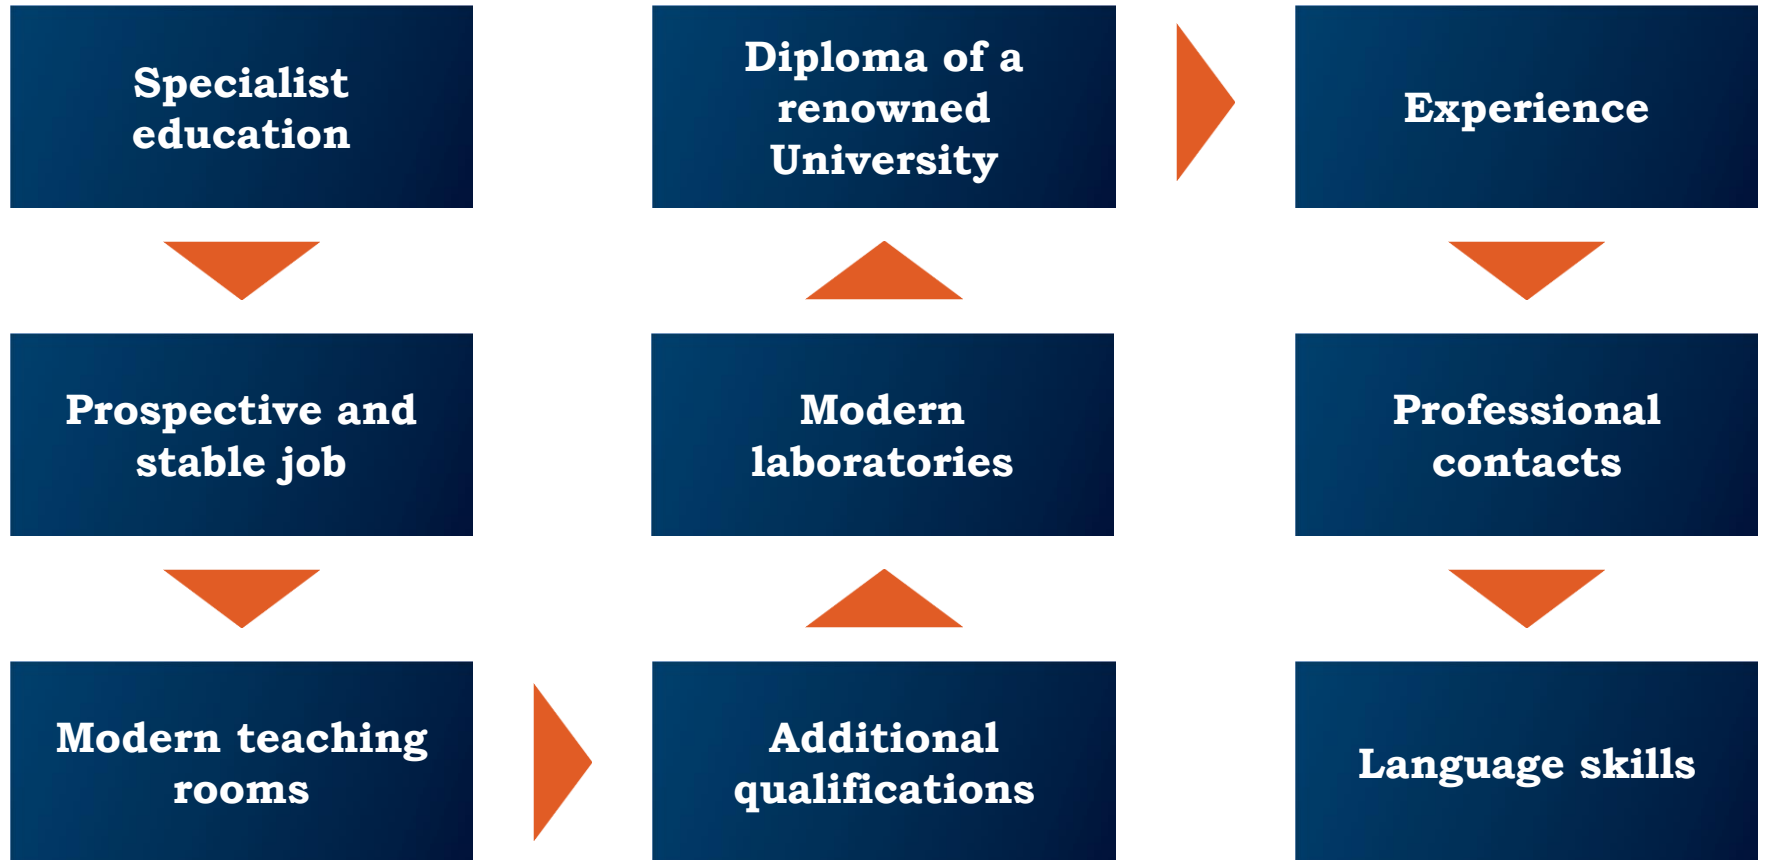 Specialist
education
Prospective and
stable job
Modern teaching
rooms
Additional
qualifications
Modern
laboratories
Diploma of a
renowned
University
Experience
Professional
contacts
Language skills